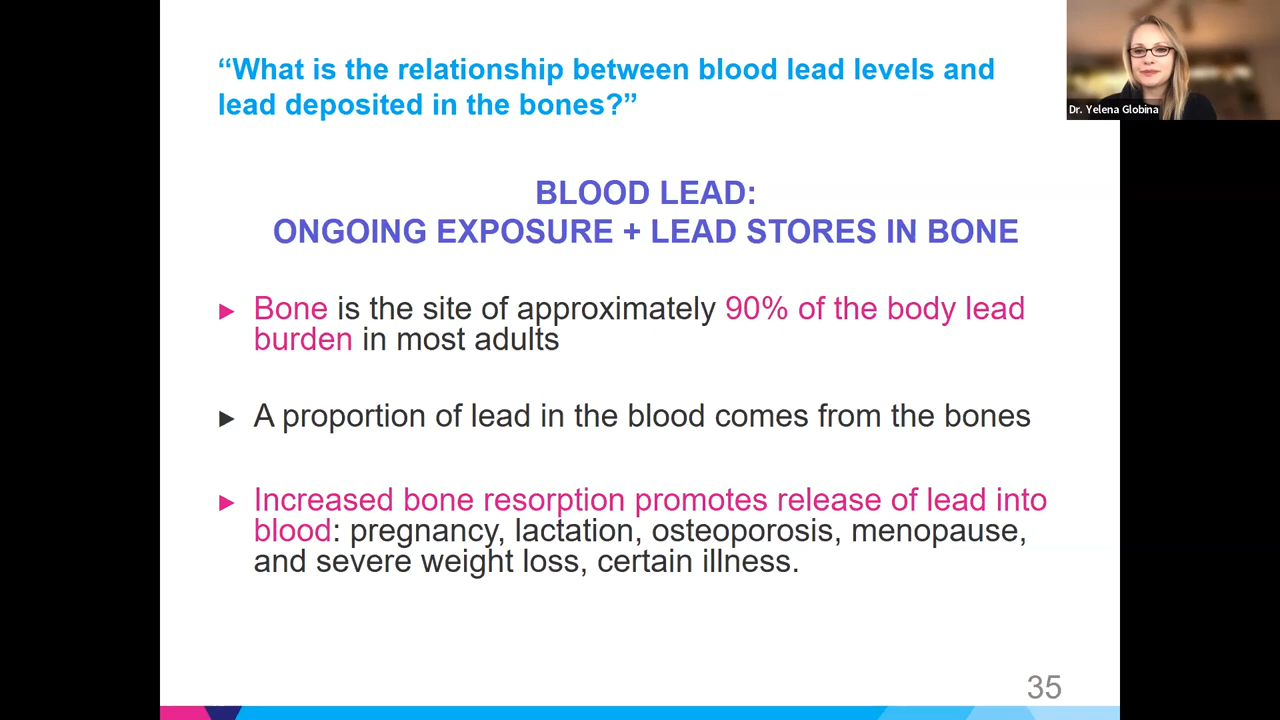 “What is the relationship between blood lead levels and
lead deposited in the bones?”
Dr. Yelena Globina
BLOOD LEAD:
ONGOING EXPOSURE + LEAD STORES IN BONE
Bone is the site of approximately 90% of the body lead
burden in most adults
A proportion of lead in the blood comes from the bones
Increased bone resorption promotes release of lead into
blood: pregnancy, lactation, osteoporosis, menopause,
and severe weight loss, certain illness.
35